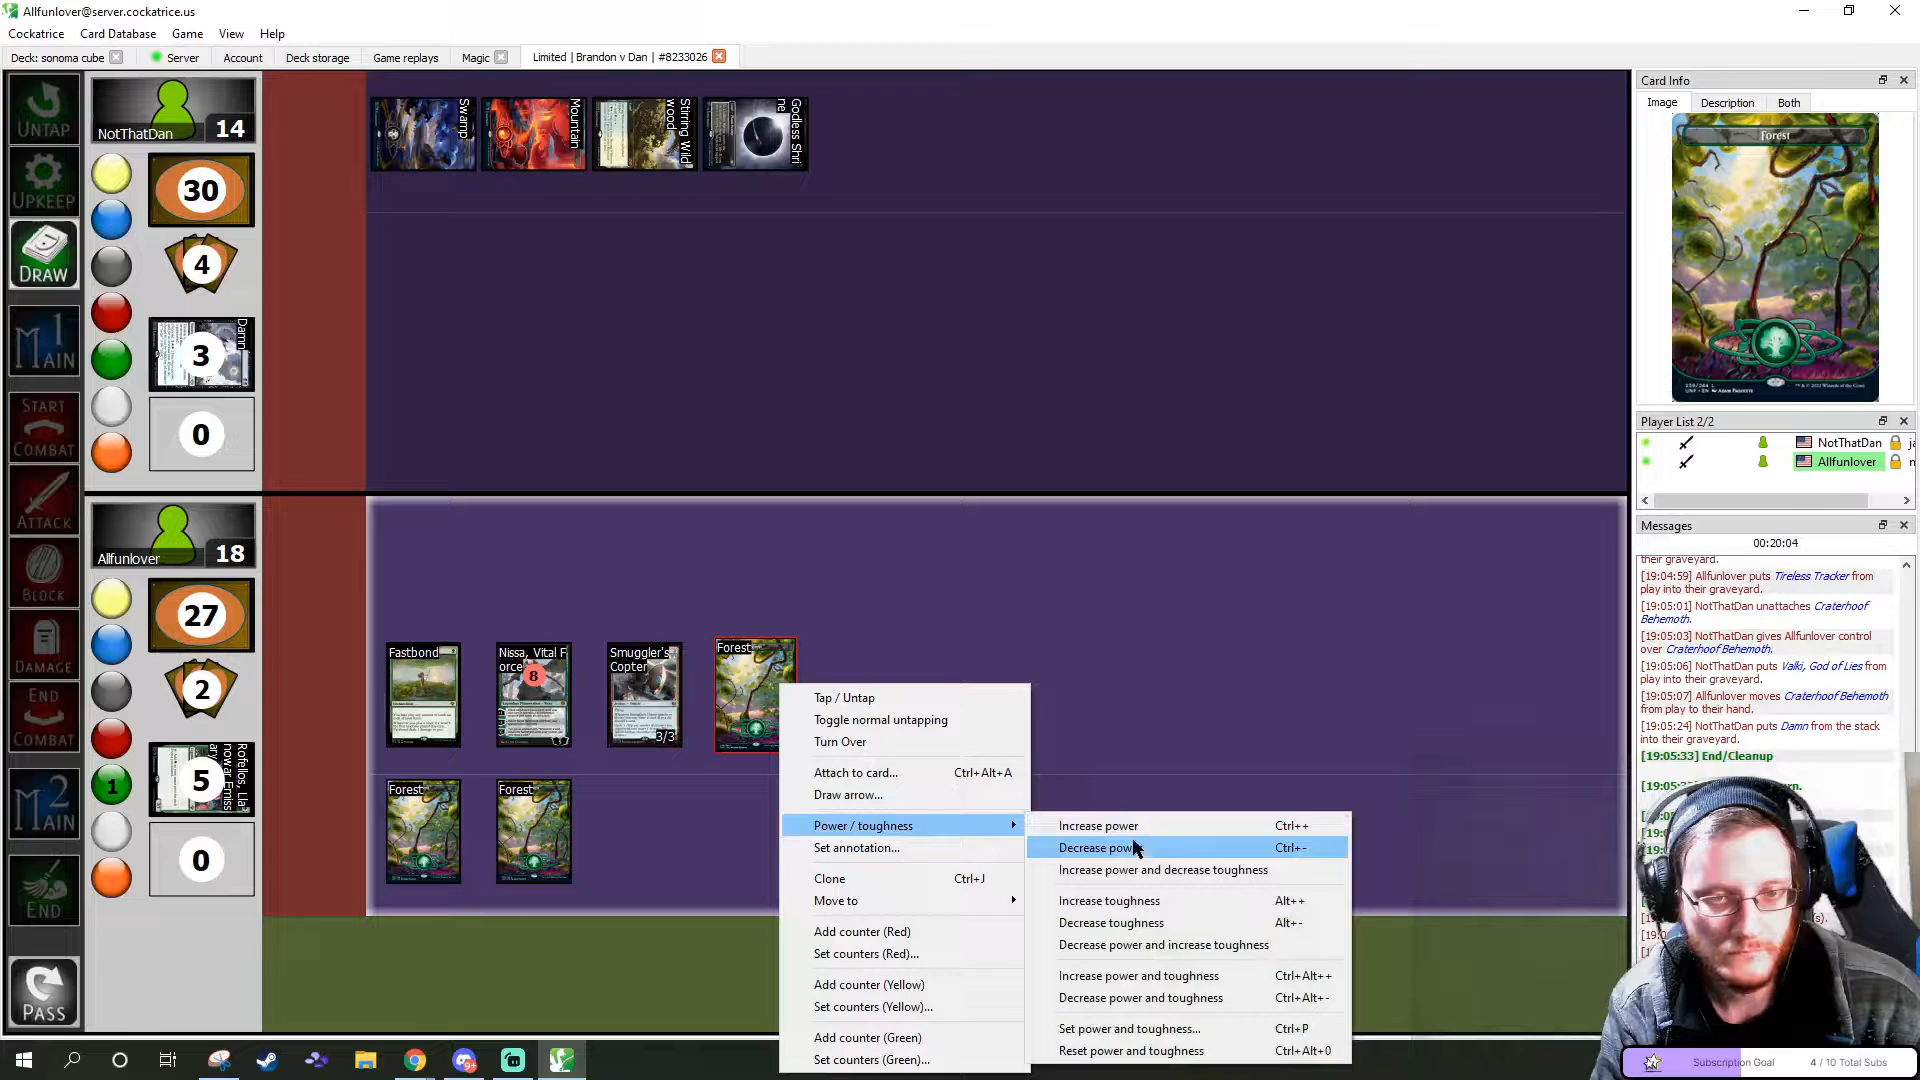 Allfunlover@server.cockatrice.us
Cockatrice Card Database Game View Help
Deck: sonoma cube Server Account Deck storage Game replays Magic Limited | Brandon v Dan | #8233026
UNTAP
UPKEEP
DRAW
M1 MAIN
START COMBAT
ATTACK
BLOCK
DAMAGE
END COMBAT
M2 MAIN
END
PASS
NotThatDan 14
30
4
Damn
3
0
Swamp
Mountain
Stirring Wildwood
Godless Shrine
Allfunlover 18
27
2
1
5
0
Fastbond
Nissa, Vital Force
8
Smuggler's Copter
3/3
Forest
Forest
Forest
Tap / Untap
Toggle normal untapping
Turn Over
Attach to card... Ctrl+Alt+A
Draw arrow...
Power / toughness
Set annotation...
Clone Ctrl+J
Move to
Add counter (Red)
Set counters (Red)...
Add counter (Yellow)
Set counters (Yellow)...
Add counter (Green)
Set counters (Green)...
Increase power Ctrl++
Decrease power Ctrl+-
Increase power and decrease toughness
Increase toughness Alt++
Decrease toughness Alt+-
Decrease power and increase toughness
Increase power and toughness Ctrl+Alt++
Decrease power and toughness Ctrl+Alt+-
Set power and toughness... Ctrl+P
Reset power and toughness Ctrl+Alt+0
Card Info
Image Description Both
Forest
Player List 2/2
NotThatDan
Allfunlover
Messages
00:20:04
their graveyard.
[19:04:59] Allfunlover puts Tireless Tracker from
play into their graveyard.
[19:05:01] NotThatDan unattaches Craterhoof
Behemoth.
[19:05:03] NotThatDan gives Allfunlover control
over Craterhoof Behemoth.
[19:05:06] NotThatDan puts Valki, God of Lies from
play into their graveyard.
[19:05:07] Allfunlover moves Craterhoof Behemoth
from play to their hand.
[19:05:24] NotThatDan puts Damn from the stack
into their graveyard.
[19:05:33] End/Cleanup
Subscription Goal 4 / 10 Total Subs